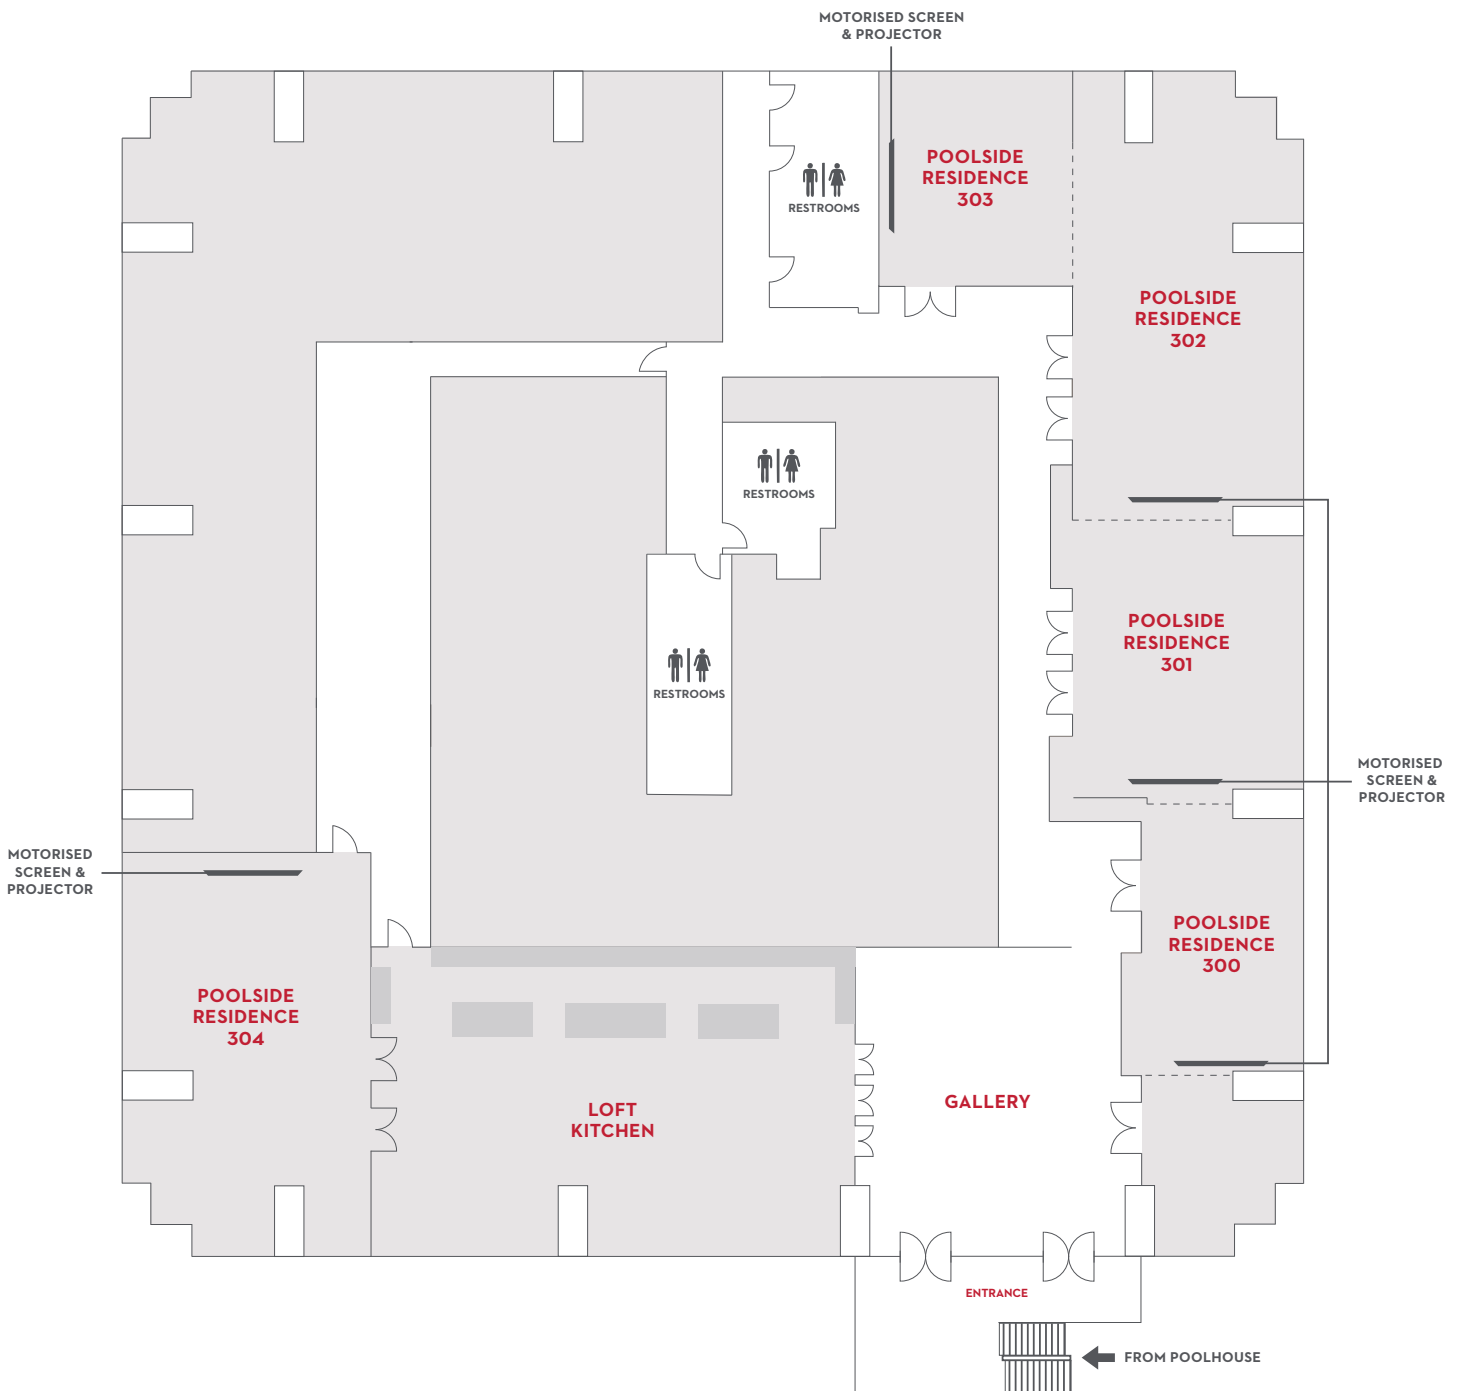 MOTORISED SCREEN
& PROJECTOR
POOLSIDE
RESIDENCE
303
RESTROOMS
POOLSIDE
RESIDENCE
302
RESTROOMS
POOLSIDE
RESIDENCE
301
RESTROOMS
MOTORISED
SCREEN &
PROJECTOR
MOTORISED
SCREEN &
PROJECTOR
POOLSIDE
RESIDENCE
300
POOLSIDE
RESIDENCE
304
LOFT
KITCHEN
GALLERY
ENTRANCE
FROM POOLHOUSE